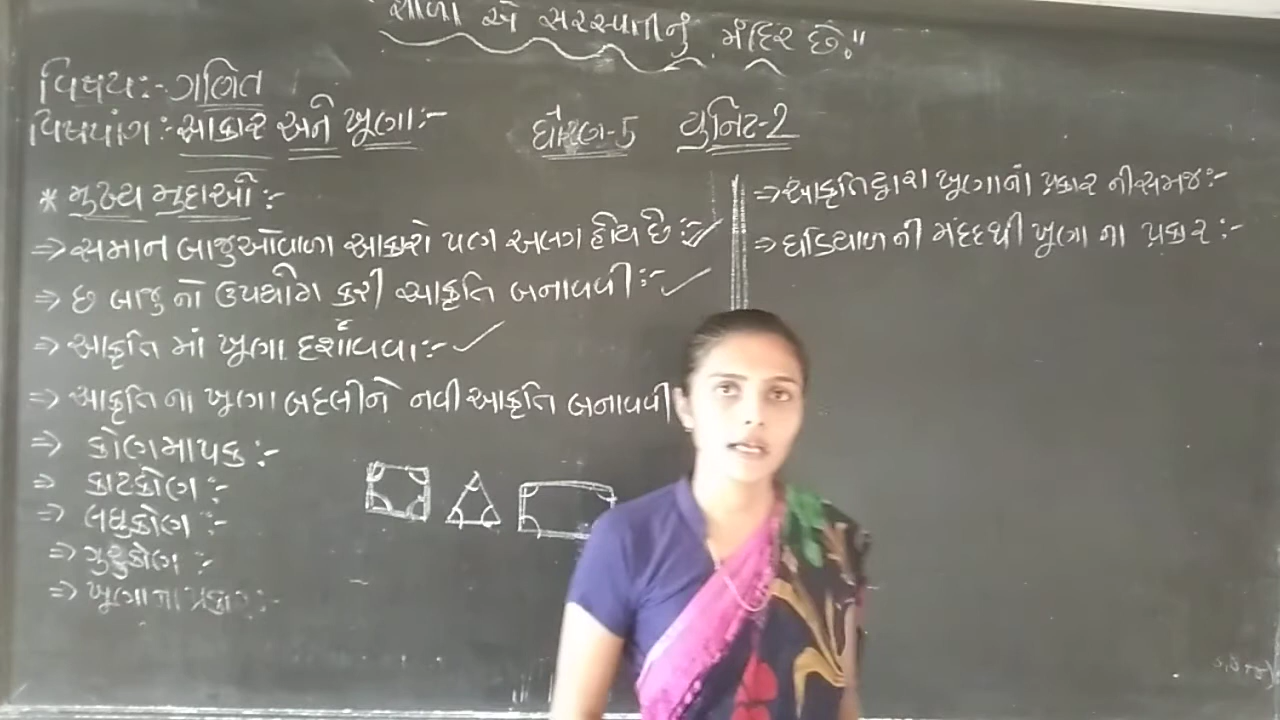 શાળા એ સરસ્વતીનું મંદિર છે."
વિષય:- ગણિત
વિષયાંગ:- આકાર અને ખૂણા:-
ધોરણ-5 યુનિટ-2
* મુખ્ય મુદ્દાઓ:-
⇒ સમાન બાજુઓવાળા આકારો પણ અલગ હોય છે:-
⇒ છ બાજુ નો ઉપયોગ કરી આકૃતિ બનાવવી:-
⇒ આકૃતિ માં ખૂણા દર્શાવવા:-
⇒ આકૃતિ ના ખૂણા બદલીને નવી આકૃતિ બનાવવી
⇒ કોણમાપક:-
⇒ કાટકોણ:-
⇒ લઘુકોણ:-
⇒ ગુરુકોણ:-
⇒ ખૂણાના પ્રકાર:-
⇒ આકૃતિ દ્વારા ખૂણાનાં પ્રકાર ની સમજ:-
⇒ ઘડિયાળ ની મદદથી ખૂણા ના પ્રકાર:-